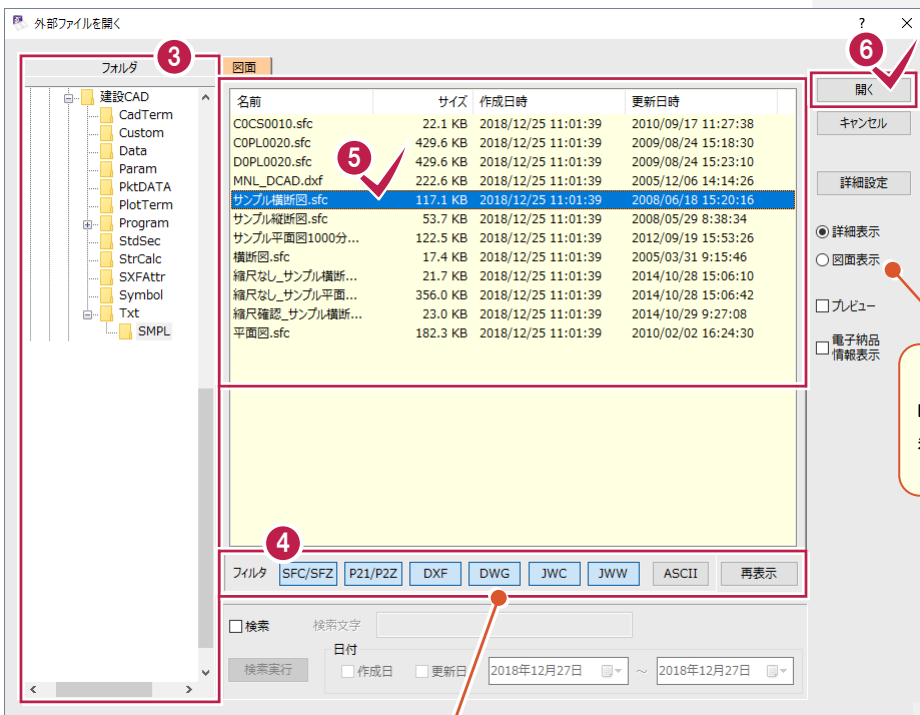 外部ファイルを開く
? ×
3
フォルダ
建設CAD
CadTerm
Custom
Data
Param
PktDATA
PlotTerm
Program
StdSec
StrCalc
SXFAttr
Symbol
Txt
SMPL
図面
名前 サイズ 作成日時 更新日時
C0CS0010.sfc 22.1 KB 2018/12/25 11:01:39 2010/09/17 11:27:38
C0PL0020.sfc 429.6 KB 2018/12/25 11:01:39 2009/08/24 15:18:30
D0PL0020.sfc 429.6 KB 2018/12/25 11:01:39 2009/08/24 15:23:10
MNL_DCAD.dxf 222.6 KB 2018/12/25 11:01:39 2005/12/06 14:14:26
サンプル横断図.sfc 117.1 KB 2018/12/25 11:01:39 2008/06/18 15:20:16
サンプル縦断図.sfc 53.7 KB 2018/12/25 11:01:39 2008/05/29 8:38:34
サンプル平面図1000分... 122.5 KB 2018/12/25 11:01:39 2012/09/19 15:53:26
横断図.sfc 17.4 KB 2018/12/25 11:01:39 2005/03/31 9:15:46
縮尺なし_サンプル横断... 21.7 KB 2018/12/25 11:01:39 2014/10/28 15:06:10
縮尺なし_サンプル平面... 356.0 KB 2018/12/25 11:01:39 2014/10/28 15:06:42
縮尺確認_サンプル横断... 23.0 KB 2018/12/25 11:01:39 2014/10/29 9:27:08
平面図.sfc 182.3 KB 2018/12/25 11:01:39 2010/02/02 16:24:30
5
4
フィルタ SFC/SFZ P21/P2Z DXF DWG JWC JWW ASCII 再表示
検索 検索文字
日付
検索実行 作成日 更新日 2018年12月27日 ～ 2018年12月27日
6
開く
キャンセル
詳細設定
詳細表示
図面表示
プレビュー
電子納品
情報表示